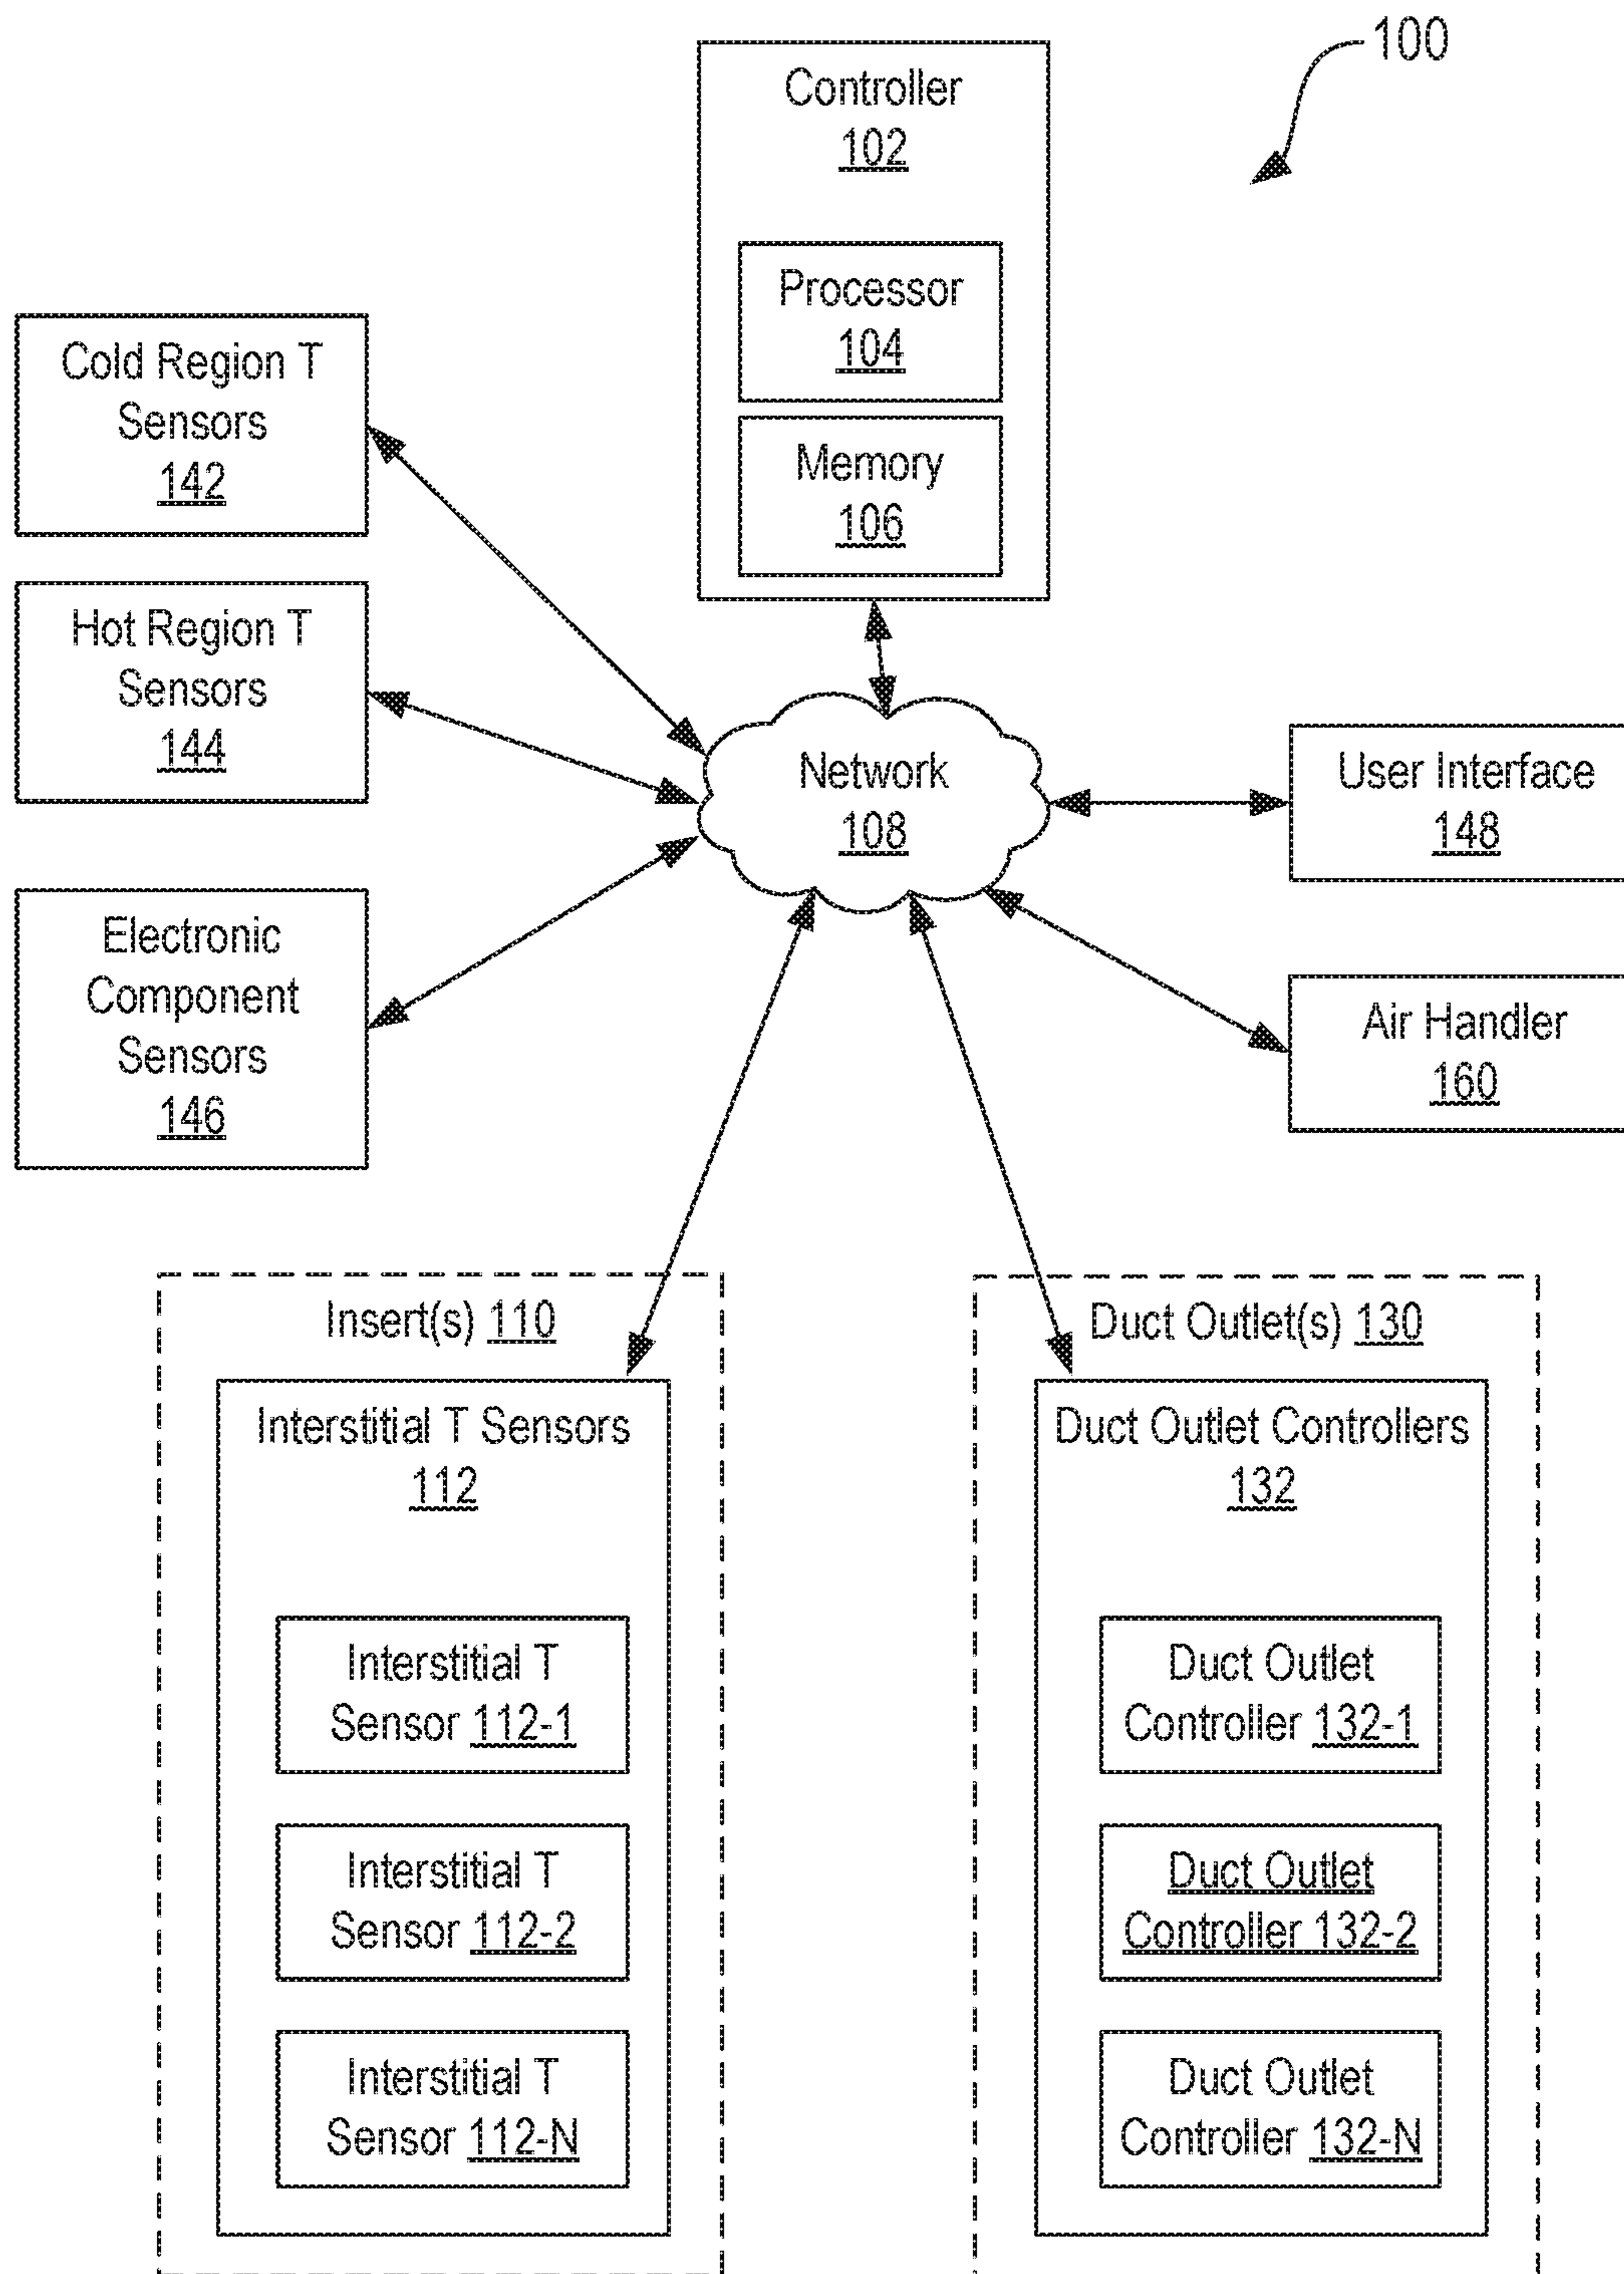 100
Controller
102
Processor
104
Memory
106
Cold Region T
Sensors
142
Hot Region T
Sensors
144
Electronic
Component
Sensors
146
Network
108
User Interface
148
Air Handler
160
Insert(s) 110
Interstitial T Sensors
112
Interstitial T
Sensor 112-1
Interstitial T
Sensor 112-2
Interstitial T
Sensor 112-N
Duct Outlet(s) 130
Duct Outlet Controllers
132
Duct Outlet
Controller 132-1
Duct Outlet
Controller 132-2
Duct Outlet
Controller 132-N